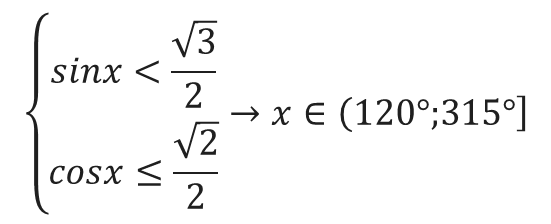 sinx < √3/2
cosx ≤ √2/2
→ x ∈ (120°;315°]